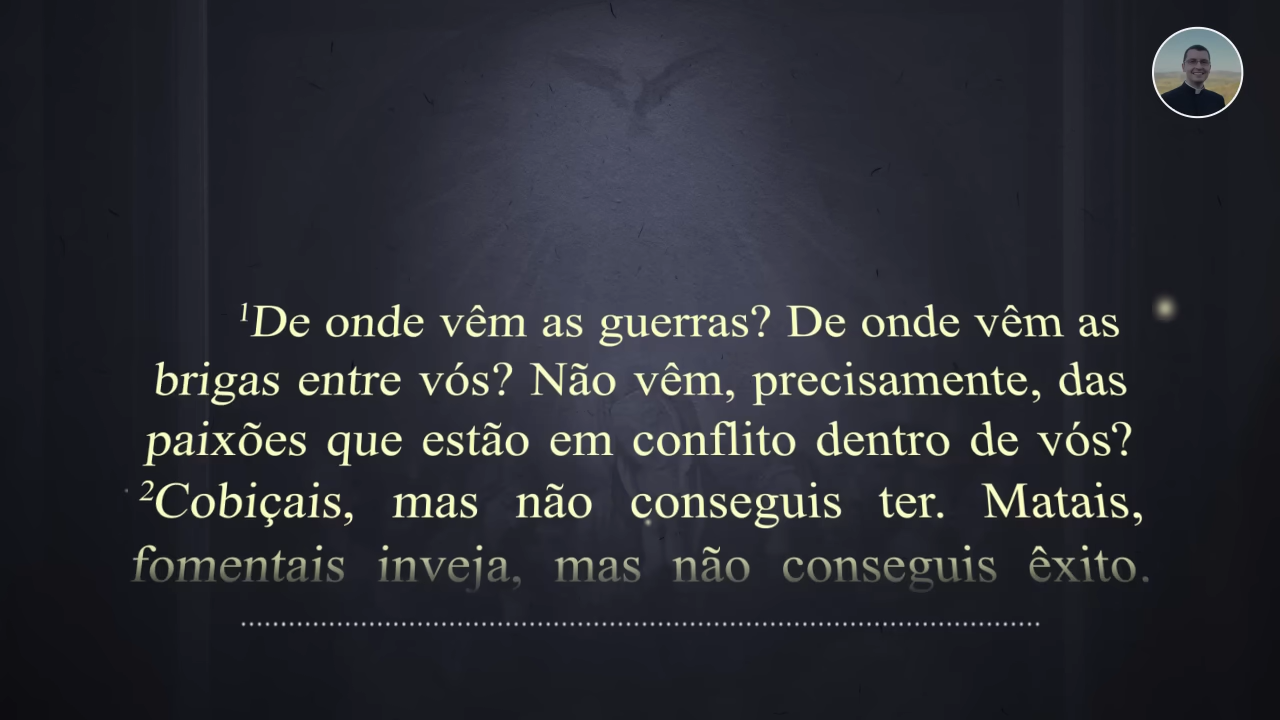 ¹De onde vêm as guerras? De onde vêm as
brigas entre vós? Não vêm, precisamente, das
paixões que estão em conflito dentro de vós?
²Cobiçais, mas não conseguis ter. Matais,
fomentais inveja, mas não conseguis êxito.